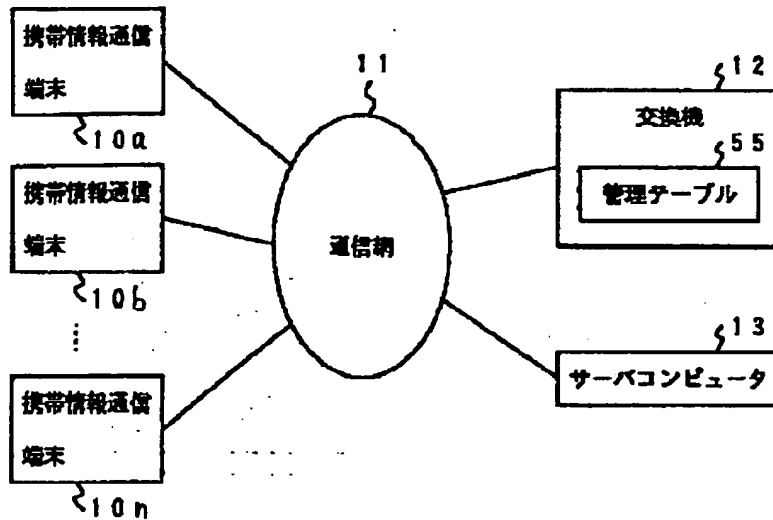 携帯情報通信
端末
10a
携帯情報通信
端末
10b
携帯情報通信
端末
10n
11
通信網
12
交換機
55
管理テーブル
13
サーバコンピュータ